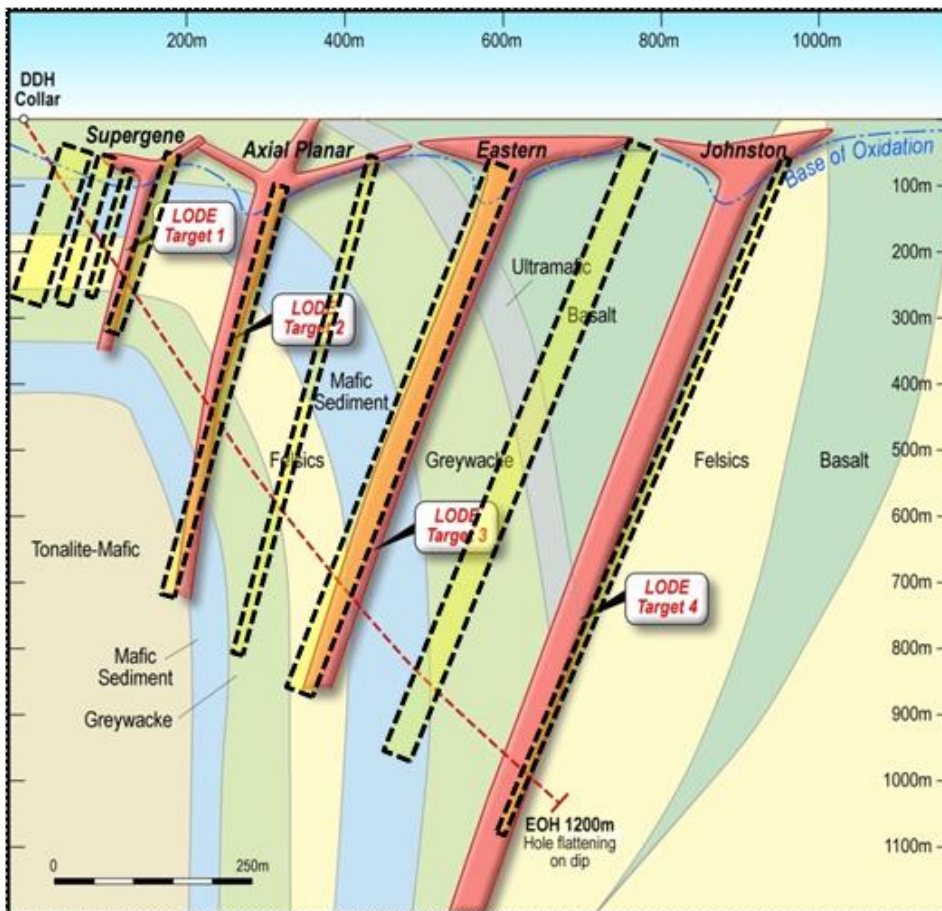 200m
400m
600m
800m
1000m
DDH
Collar
Supergene
Axial Planar
Eastern
Johnston
Base of Oxidation
100m
LODE
Target 1
200m
Ultramafic
LODE
Target 2
Basalt
300m
Mafic
Sediment
400m
Felsics
Greywacke
Felsics
Basalt
500m
LODE
Target 3
600m
Tonalite-Mafic
LODE
Target 4
700m
Mafic
Sediment
800m
Greywacke
900m
1000m
EOH 1200m
Hole flattening
on dip
1100m
0
250m